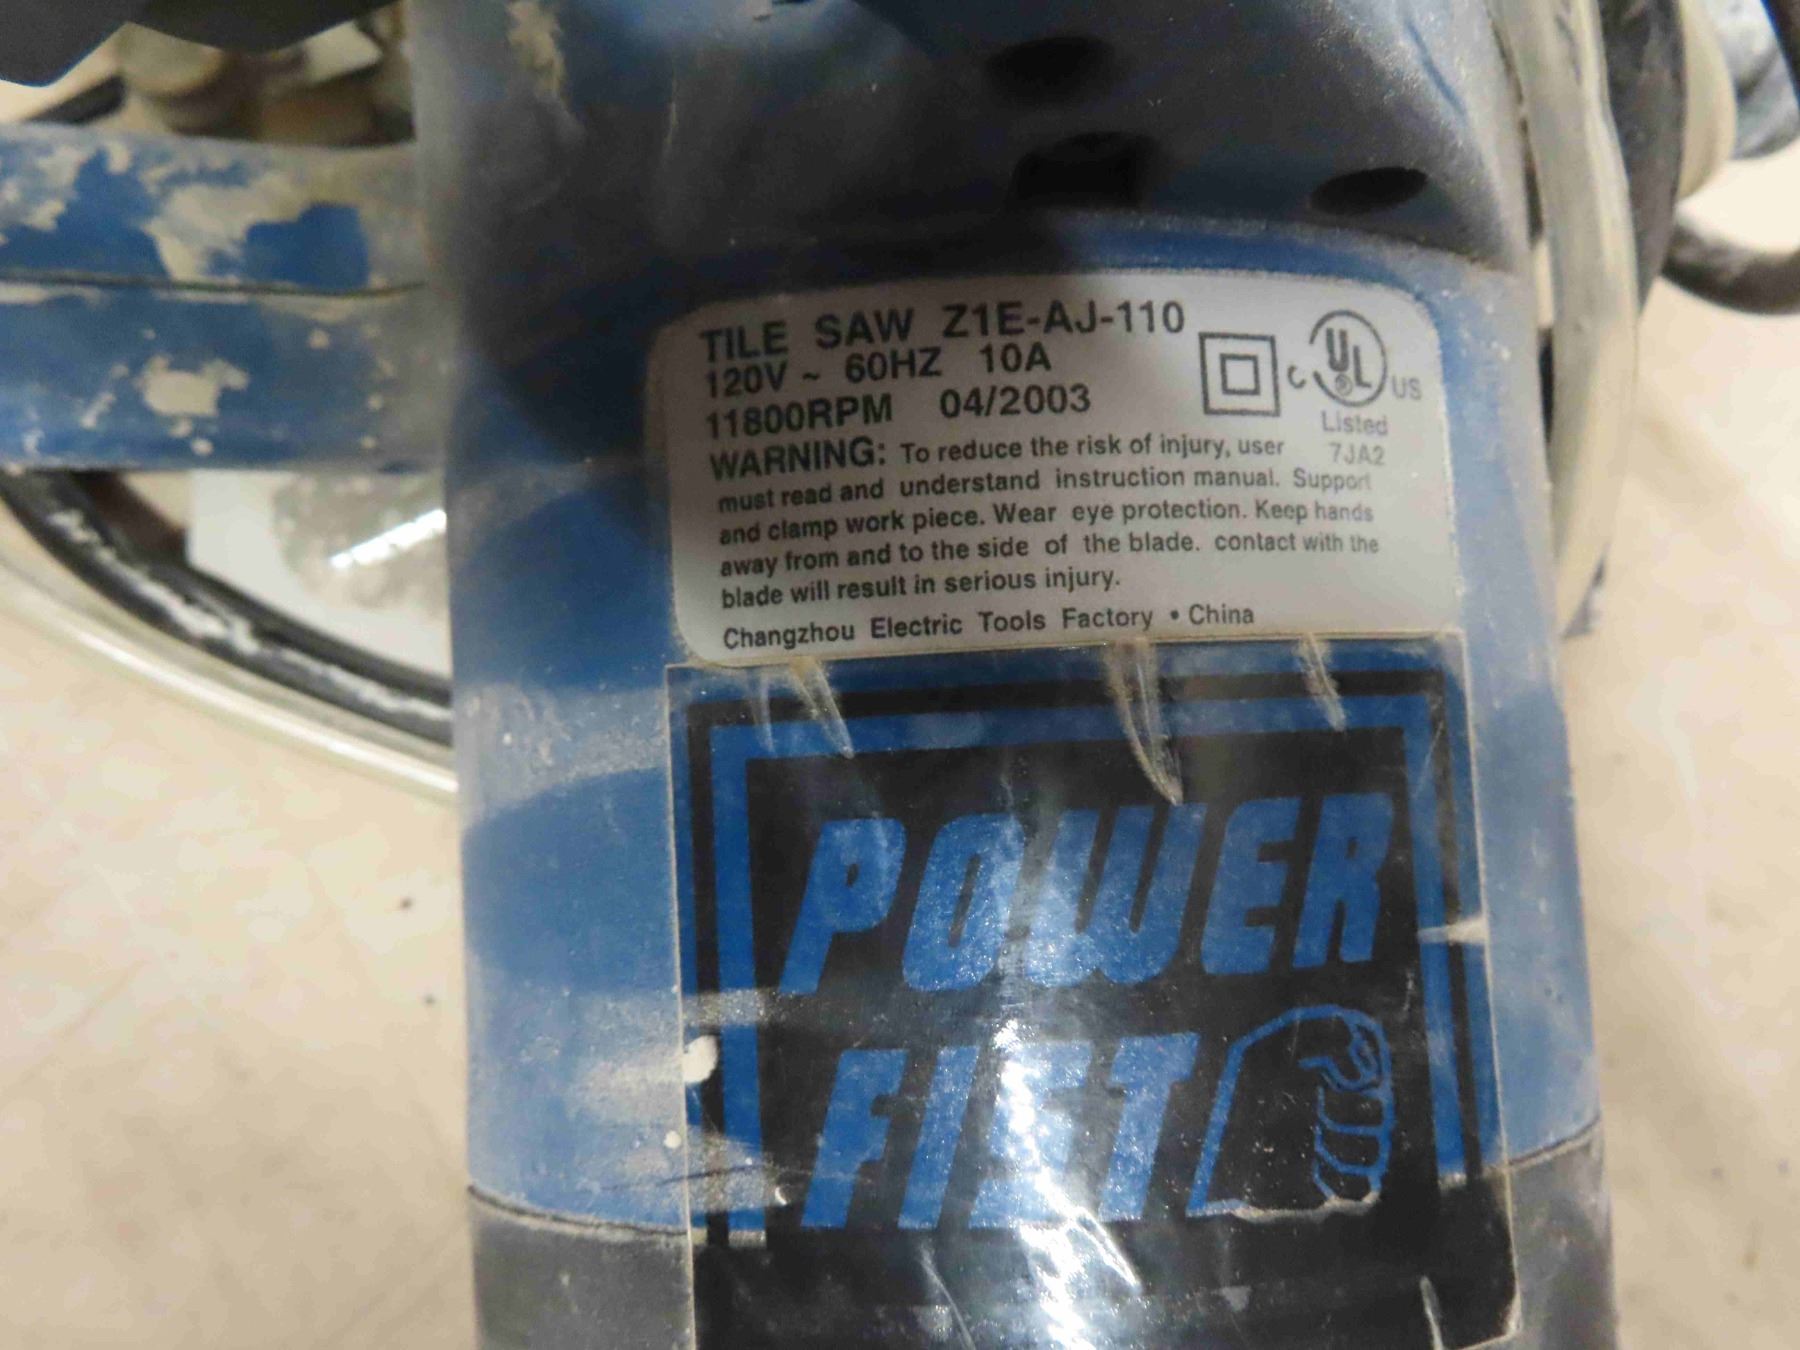 TILE SAW Z1E-AJ-110
120V ~ 60HZ 10A
11800RPM 04/2003
C UL ® US
Listed
7JA2
WARNING: To reduce the risk of injury, user
must read and understand instruction manual. Support
and clamp work piece. Wear eye protection. Keep hands
away from and to the side of the blade. contact with the
blade will result in serious injury.
Changzhou Electric Tools Factory • China
POWER
FIST